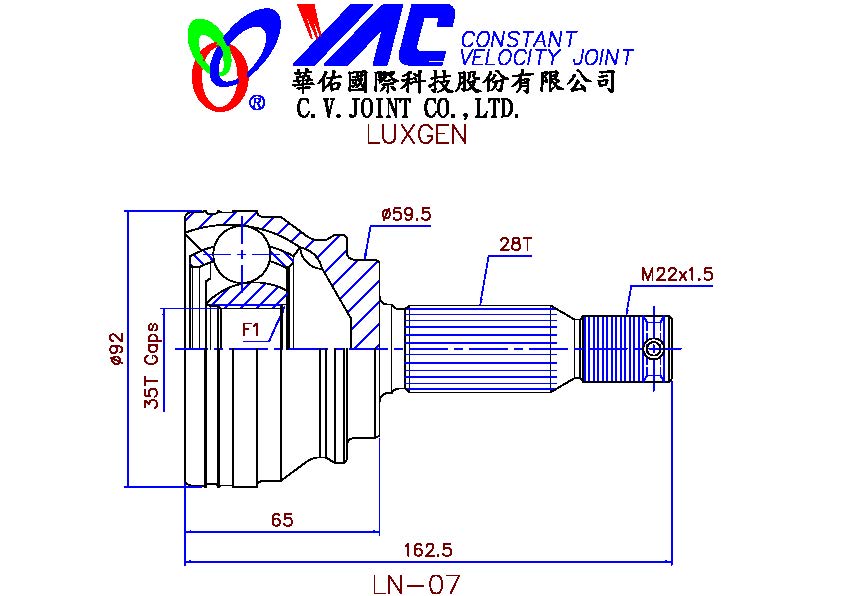 YAC CONSTANT
VELOCITY JOINT
華佑國際科技股份有限公司
® C.V.JOINT CO.,LTD.
LUXGEN
ø59.5
28T
M22x1.5
F1
ø92
35T Gaps
65
162.5
LN-07